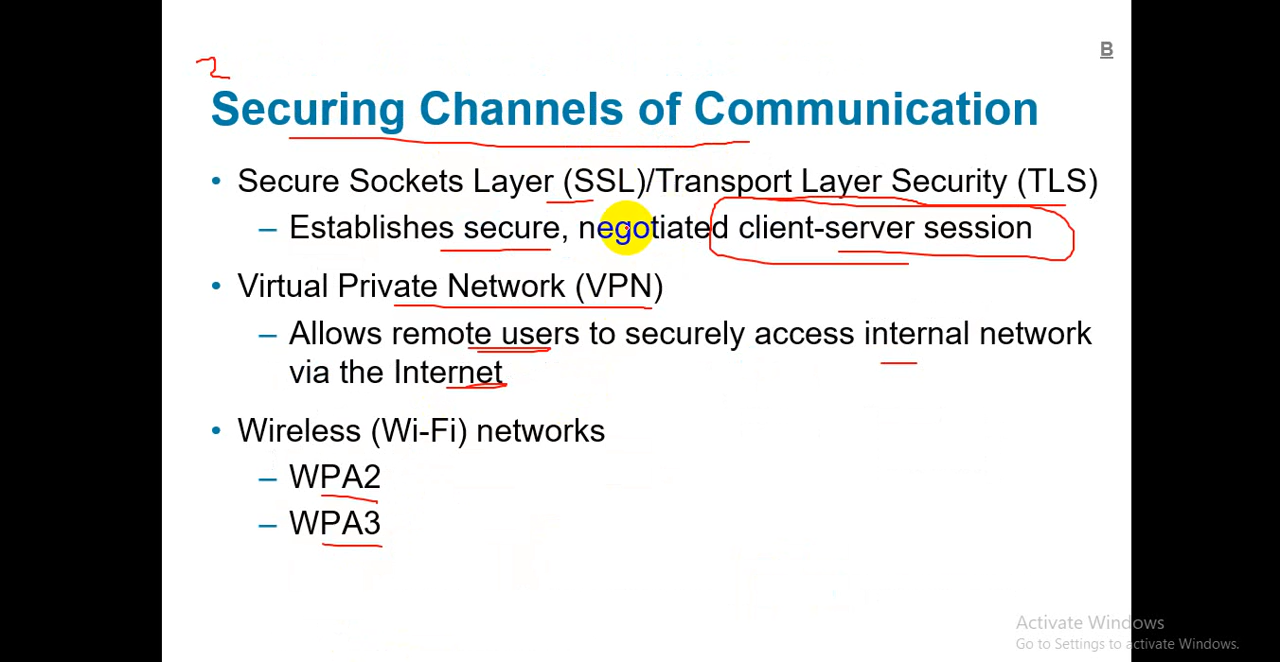 B
2
Securing Channels of Communication
• Secure Sockets Layer (SSL)/Transport Layer Security (TLS)
– Establishes secure, negotiated client-server session
• Virtual Private Network (VPN)
– Allows remote users to securely access internal network
via the Internet
• Wireless (Wi-Fi) networks
– WPA2
– WPA3
Activate Windows
Go to Settings to activate Windows.